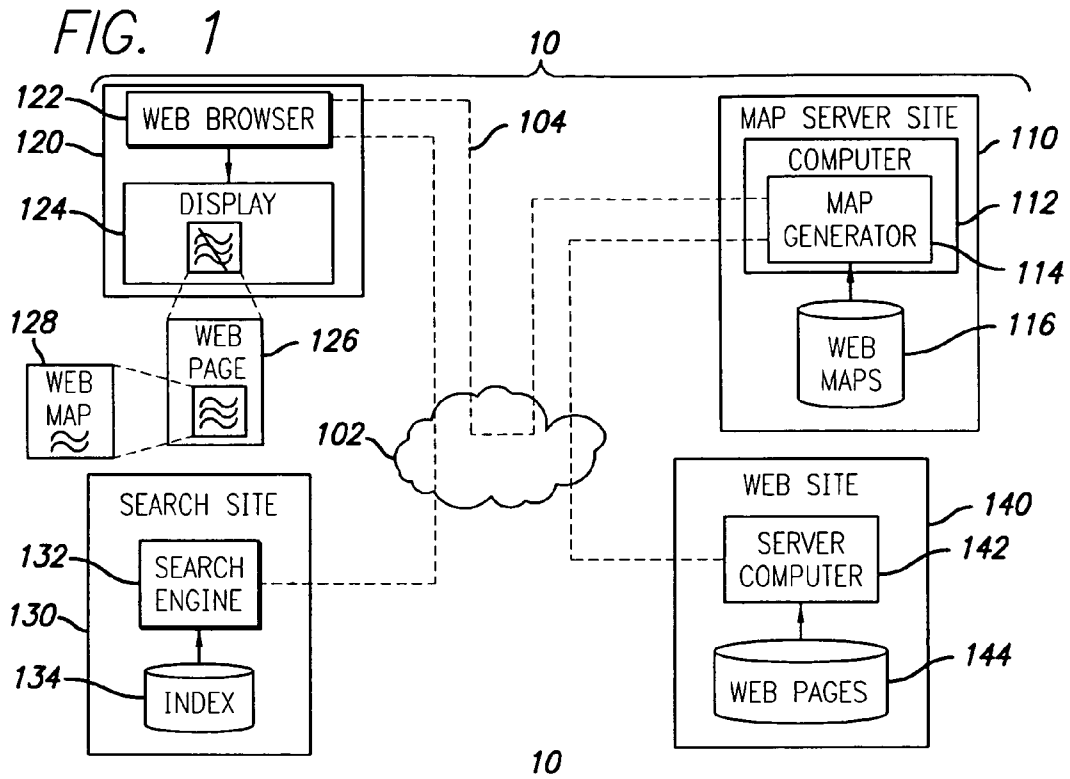 FIG. 1
10
122
WEB BROWSER
120
124
DISPLAY
104
MAP SERVER SITE
110
COMPUTER
112
MAP
GENERATOR
114
116
WEB
MAPS
128
WEB
MAP
WEB
PAGE
126
102
SEARCH SITE
132
SEARCH
ENGINE
130
134
INDEX
WEB SITE
140
SERVER
COMPUTER
142
144
WEB PAGES
10